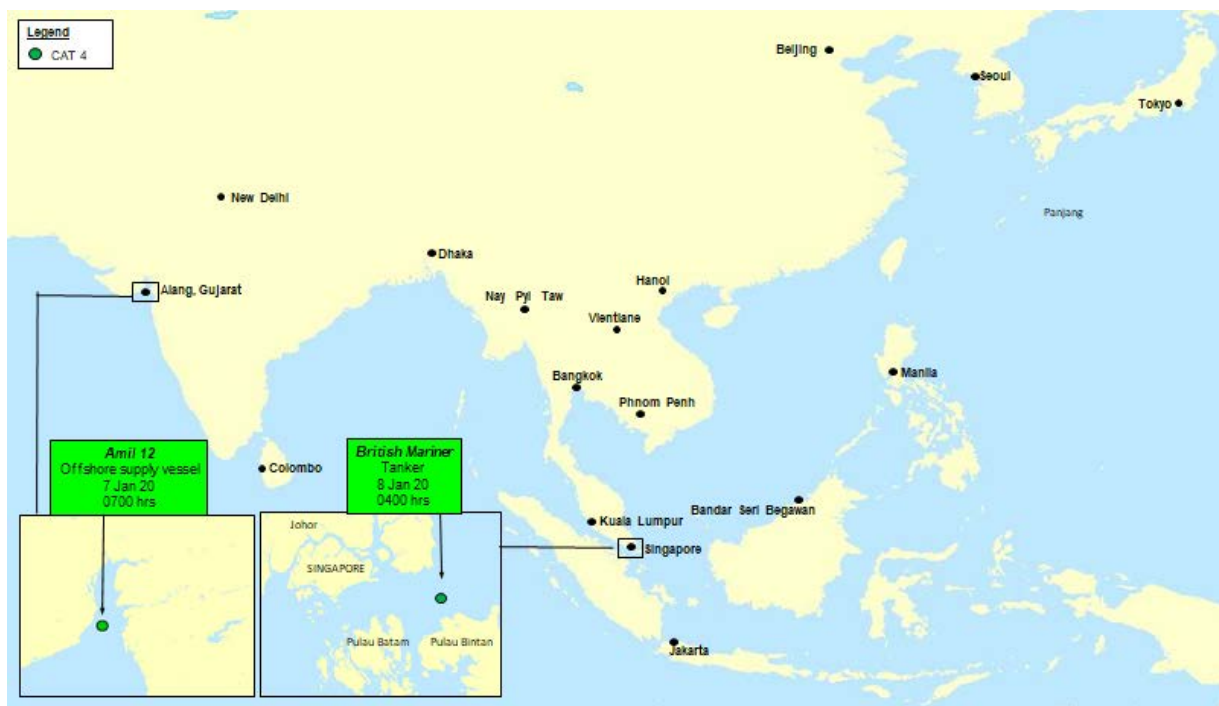 Legend
CAT 4
Beijing
Seoul
Tokyo
New Delhi
Panjang
Dhaka
Alang, Gujarat
Hanoi
Nay Pyi Taw
Vientiane
Bangkok
Manila
Phnom Penh
Amil 12
Offshore supply vessel
7 Jan 20
0700 hrs
British Mariner
Tanker
8 Jan 20
0400 hrs
Colombo
Bandar Seri Begawan
Kuala Lumpur
Singapore
Johor
SINGAPORE
Pulau Batam
Pulau Bintan
Jakarta